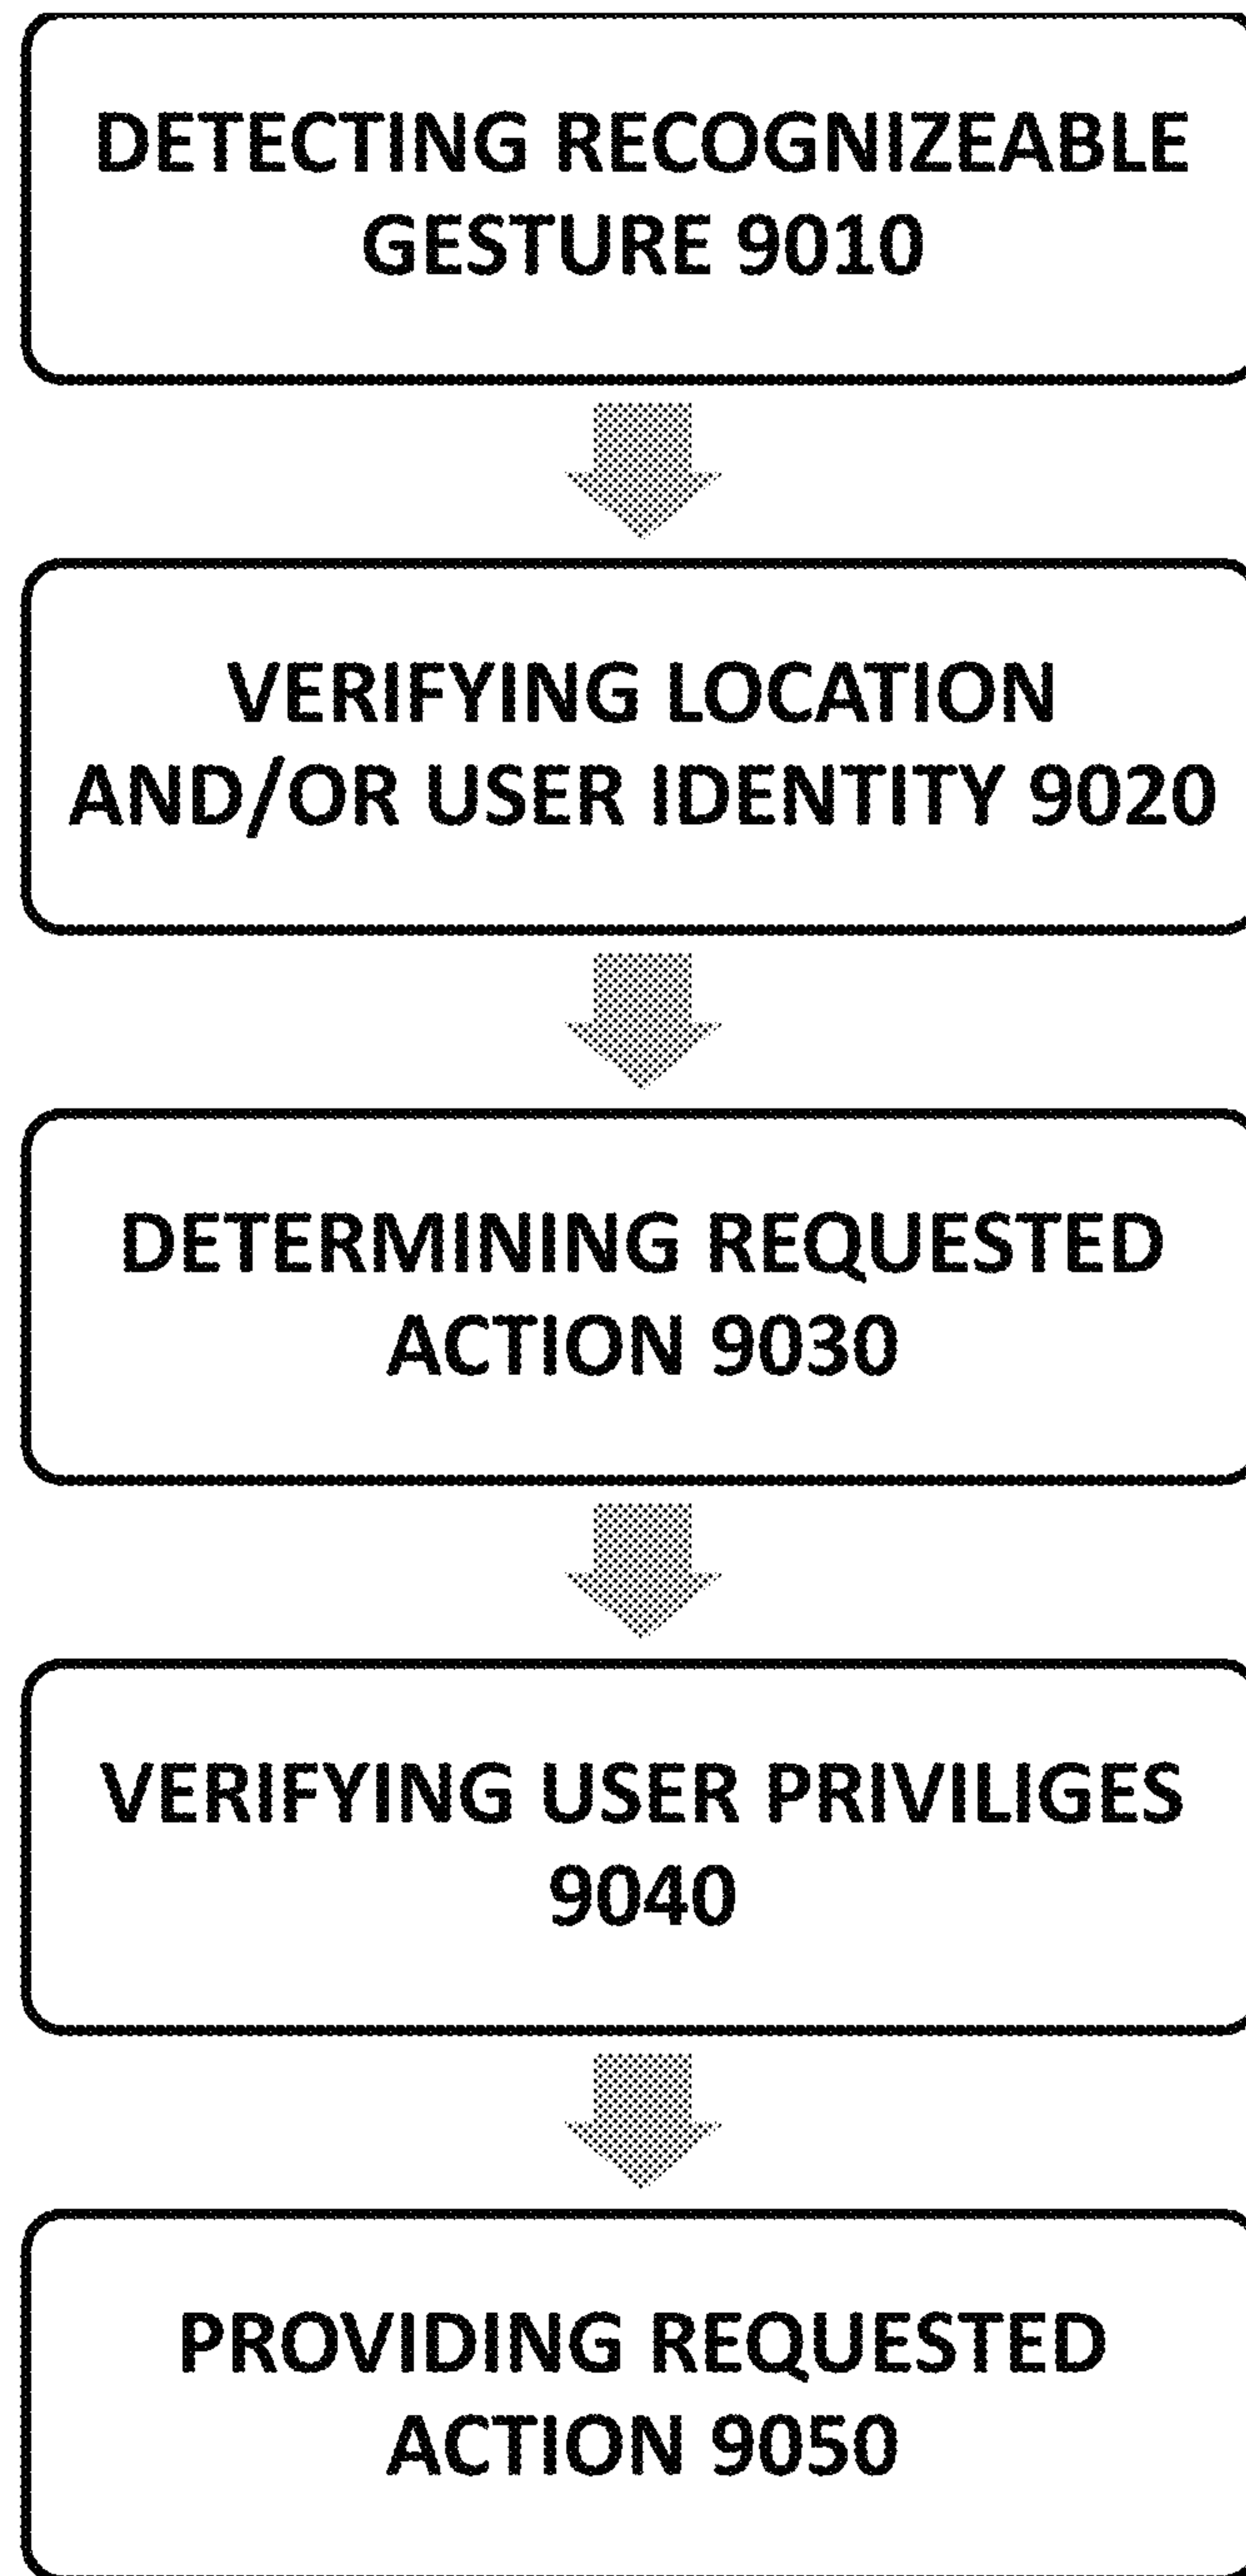 DETECTING RECOGNIZEABLE
GESTURE 9010
VERIFYING LOCATION
AND/OR USER IDENTITY 9020
DETERMINING REQUESTED
ACTION 9030
VERIFYING USER PRIVILIGES
9040
PROVIDING REQUESTED
ACTION 9050